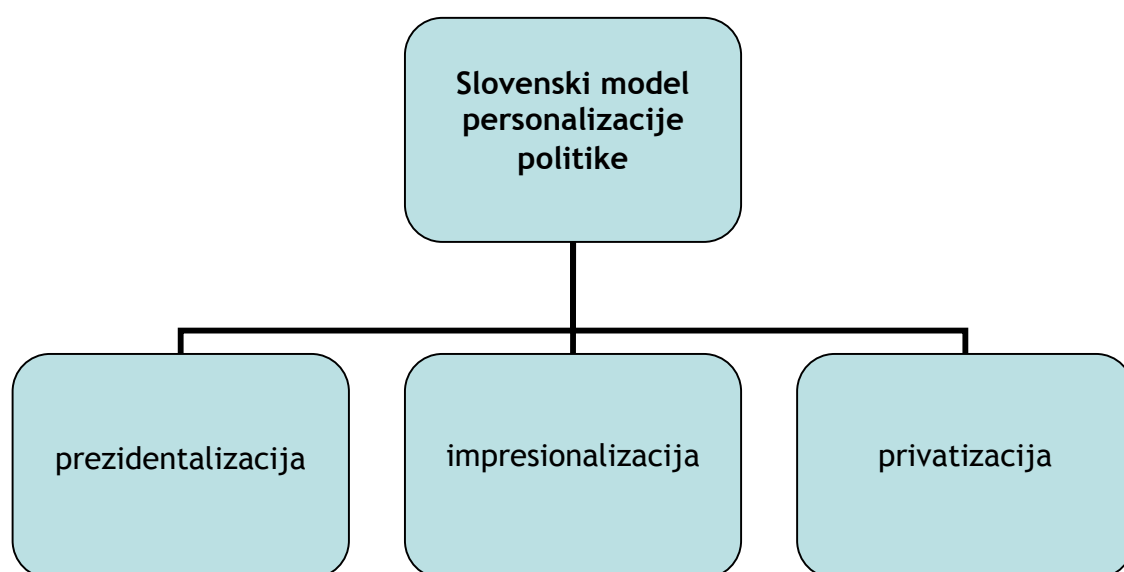 Slovenski model
personalizacije
politike
prezidentalizacija
impresionalizacija
privatizacija